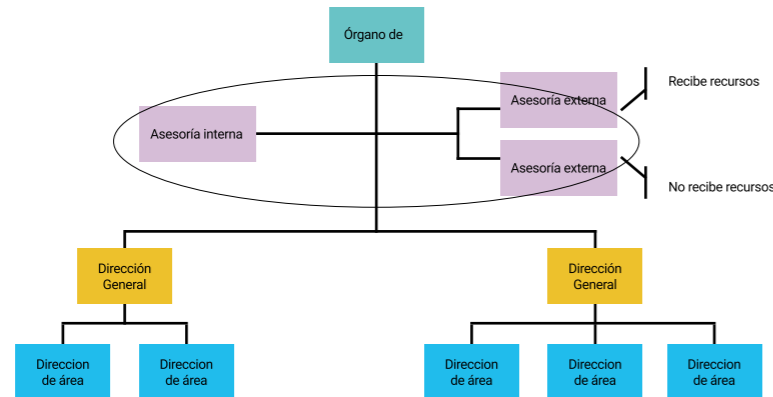 Órgano de
Asesoría interna
Asesoría externa
Recibe recursos
Asesoría externa
No recibe recursos
Dirección
General
Dirección
General
Direccion
de área
Direccion
de área
Direccion
de área
Direccion
de área
Direccion
de área